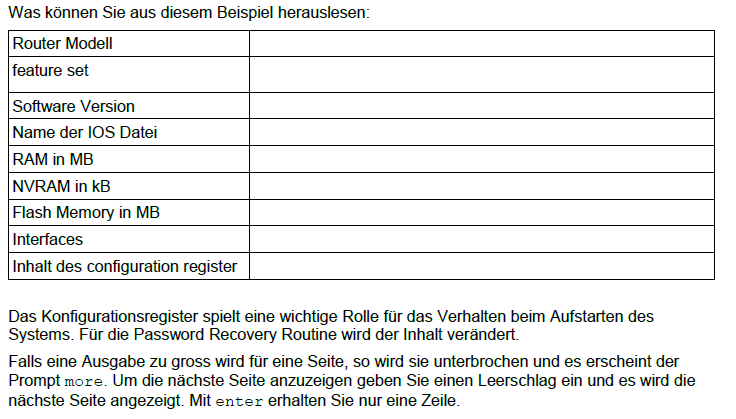 Was können Sie aus diesem Beispiel herauslesen:
Router Modell
feature set
Software Version
Name der IOS Datei
RAM in MB
NVRAM in kB
Flash Memory in MB
Interfaces
Inhalt des configuration register
Das Konfigurationsregister spielt eine wichtige Rolle für das Verhalten beim Aufstarten des
Systems. Für die Password Recovery Routine wird der Inhalt verändert.
Falls eine Ausgabe zu gross wird für eine Seite, so wird sie unterbrochen und es erscheint der
Prompt more. Um die nächste Seite anzuzeigen geben Sie einen Leerschlag ein und es wird die
nächste Seite angezeigt. Mit enter erhalten Sie nur eine Zeile.